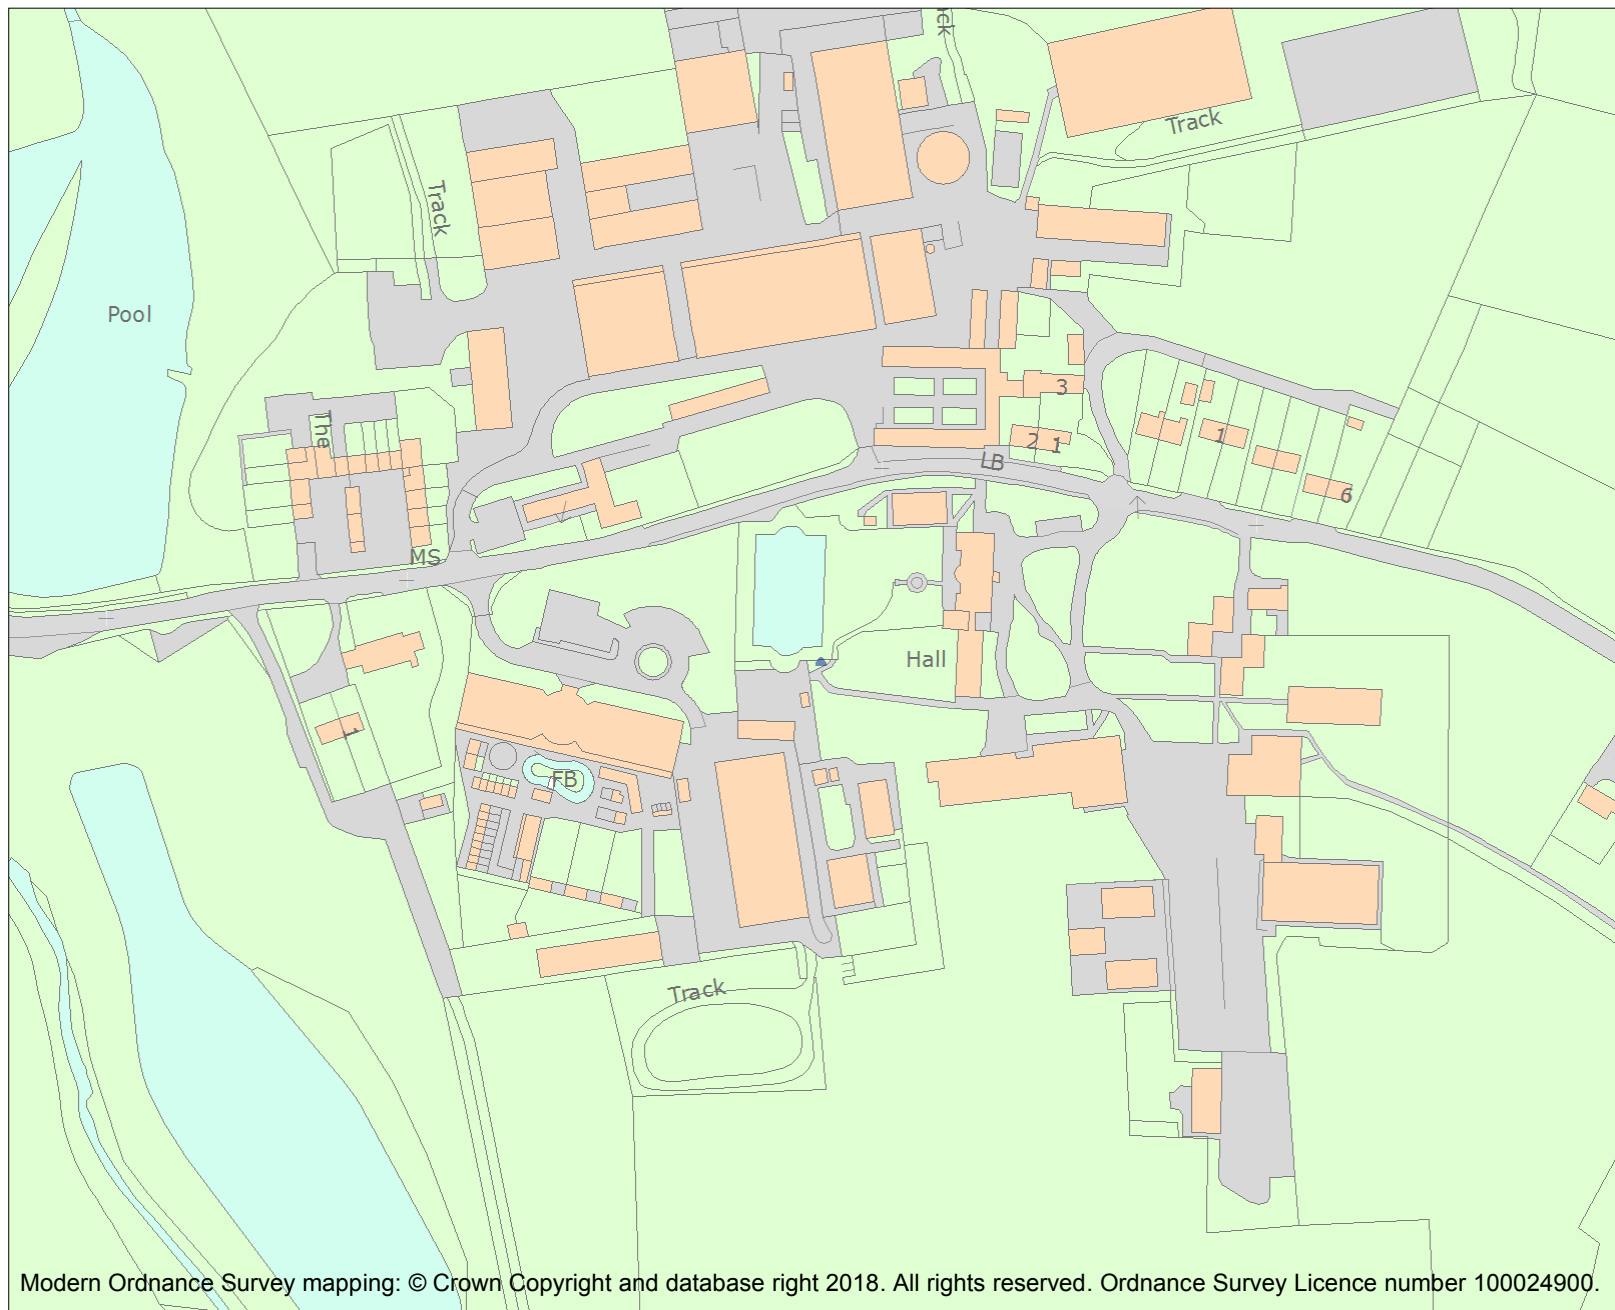 ck
Track
Track
Pool
3
The
1
2 1
LB
6
MS
Hall
1
FB
Track
Modern Ordnance Survey mapping: © Crown Copyright and database right 2018. All rights reserved. Ordnance Survey Licence number 100024900.